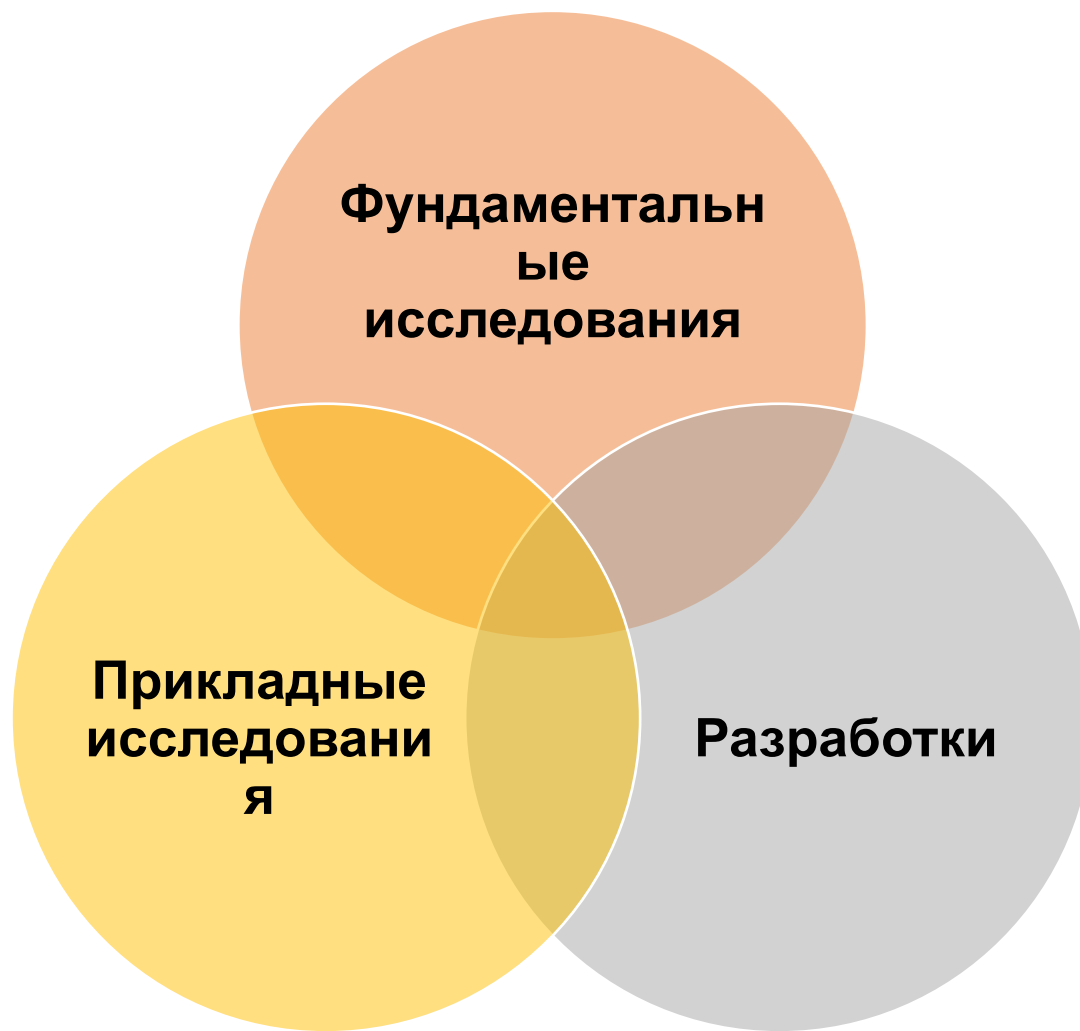 Фундаментальн
ые
исследования
Прикладные
исследовани
я
Разработки